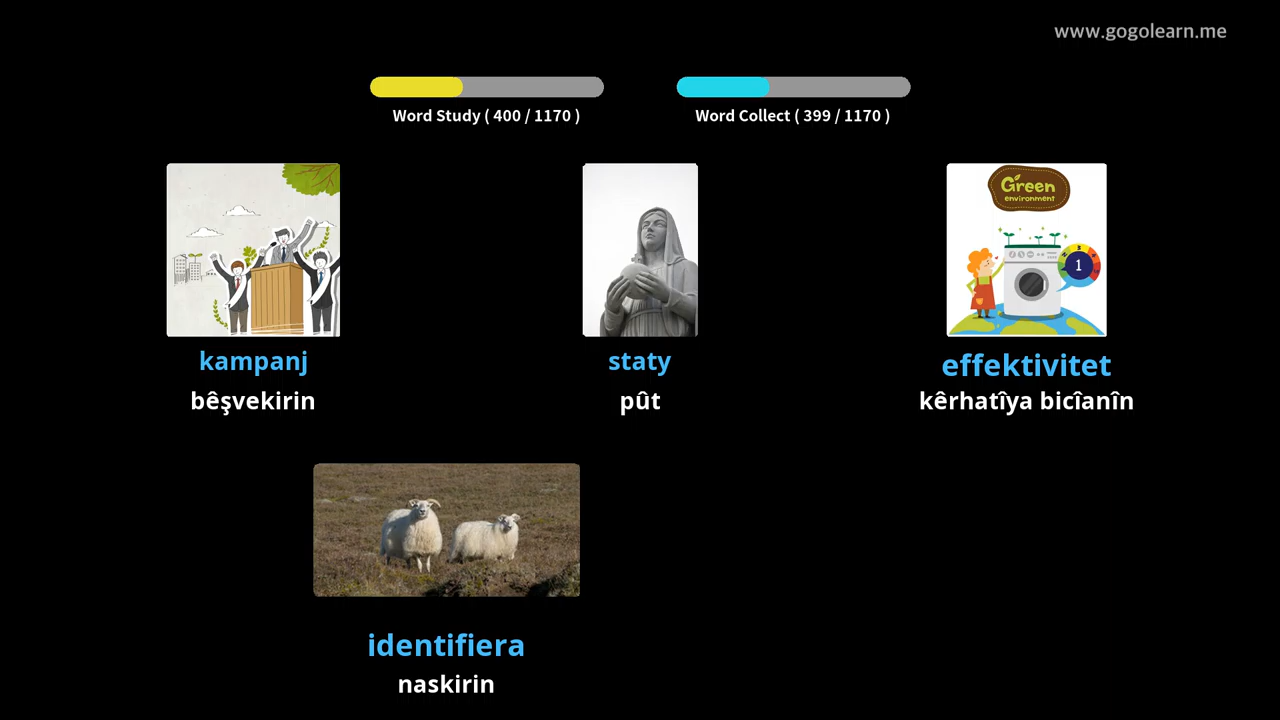 www.gogolearn.me
Word Study ( 400 / 1170 )
Word Collect ( 399 / 1170 )
Green
environment
1
kampanj
staty
effektivitet
bêşvekirin
pût
kêrhatîya bicîanîn
identifiera
naskirin